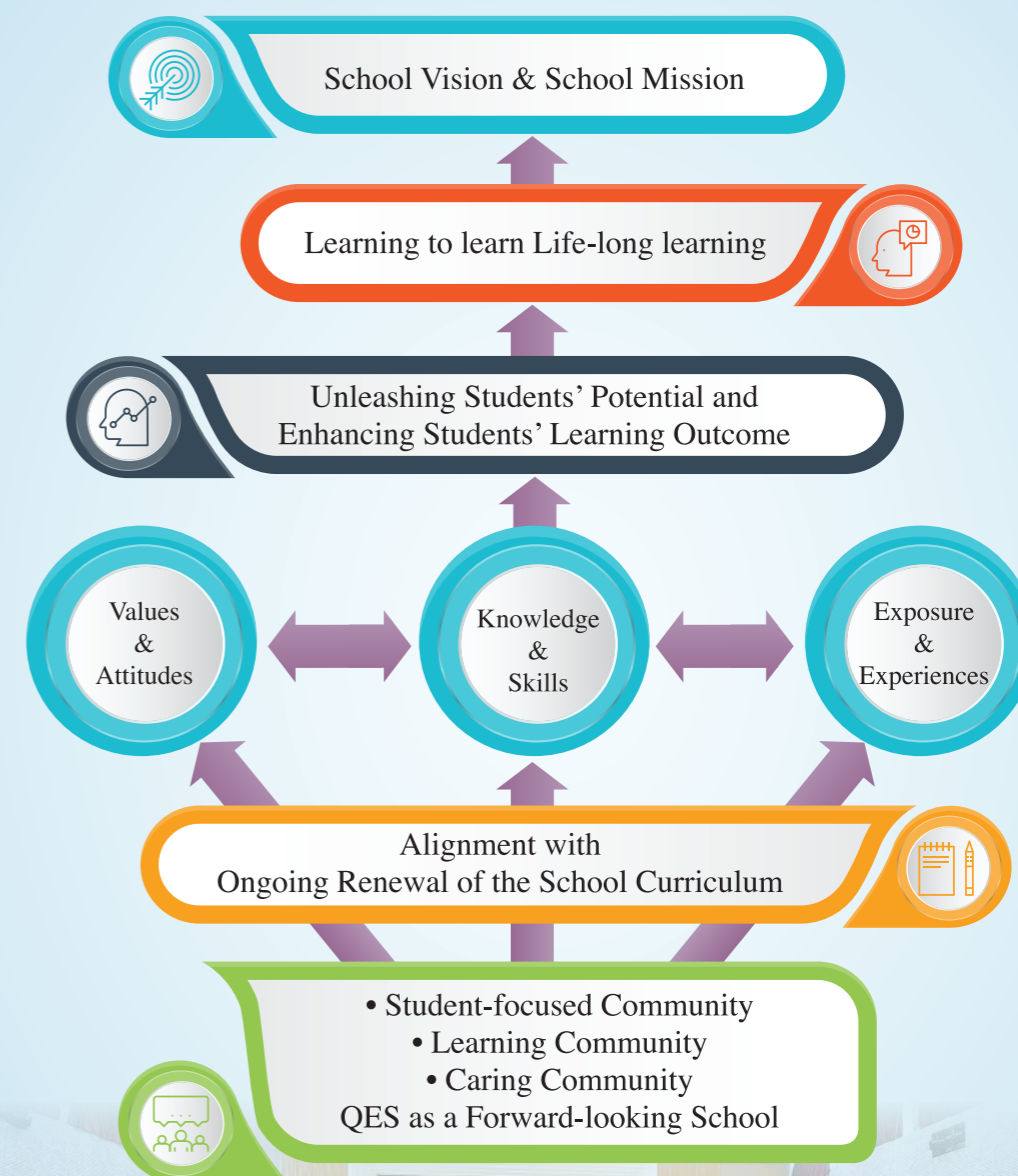 School Vision & School Mission
Learning to learn Life-long learning
Unleashing Students’ Potential and
Enhancing Students’ Learning Outcome
Values
&
Attitudes
Knowledge
&
Skills
Exposure
&
Experiences
Alignment with
Ongoing Renewal of the School Curriculum
• Student-focused Community
• Learning Community
• Caring Community
QES as a Forward-looking School